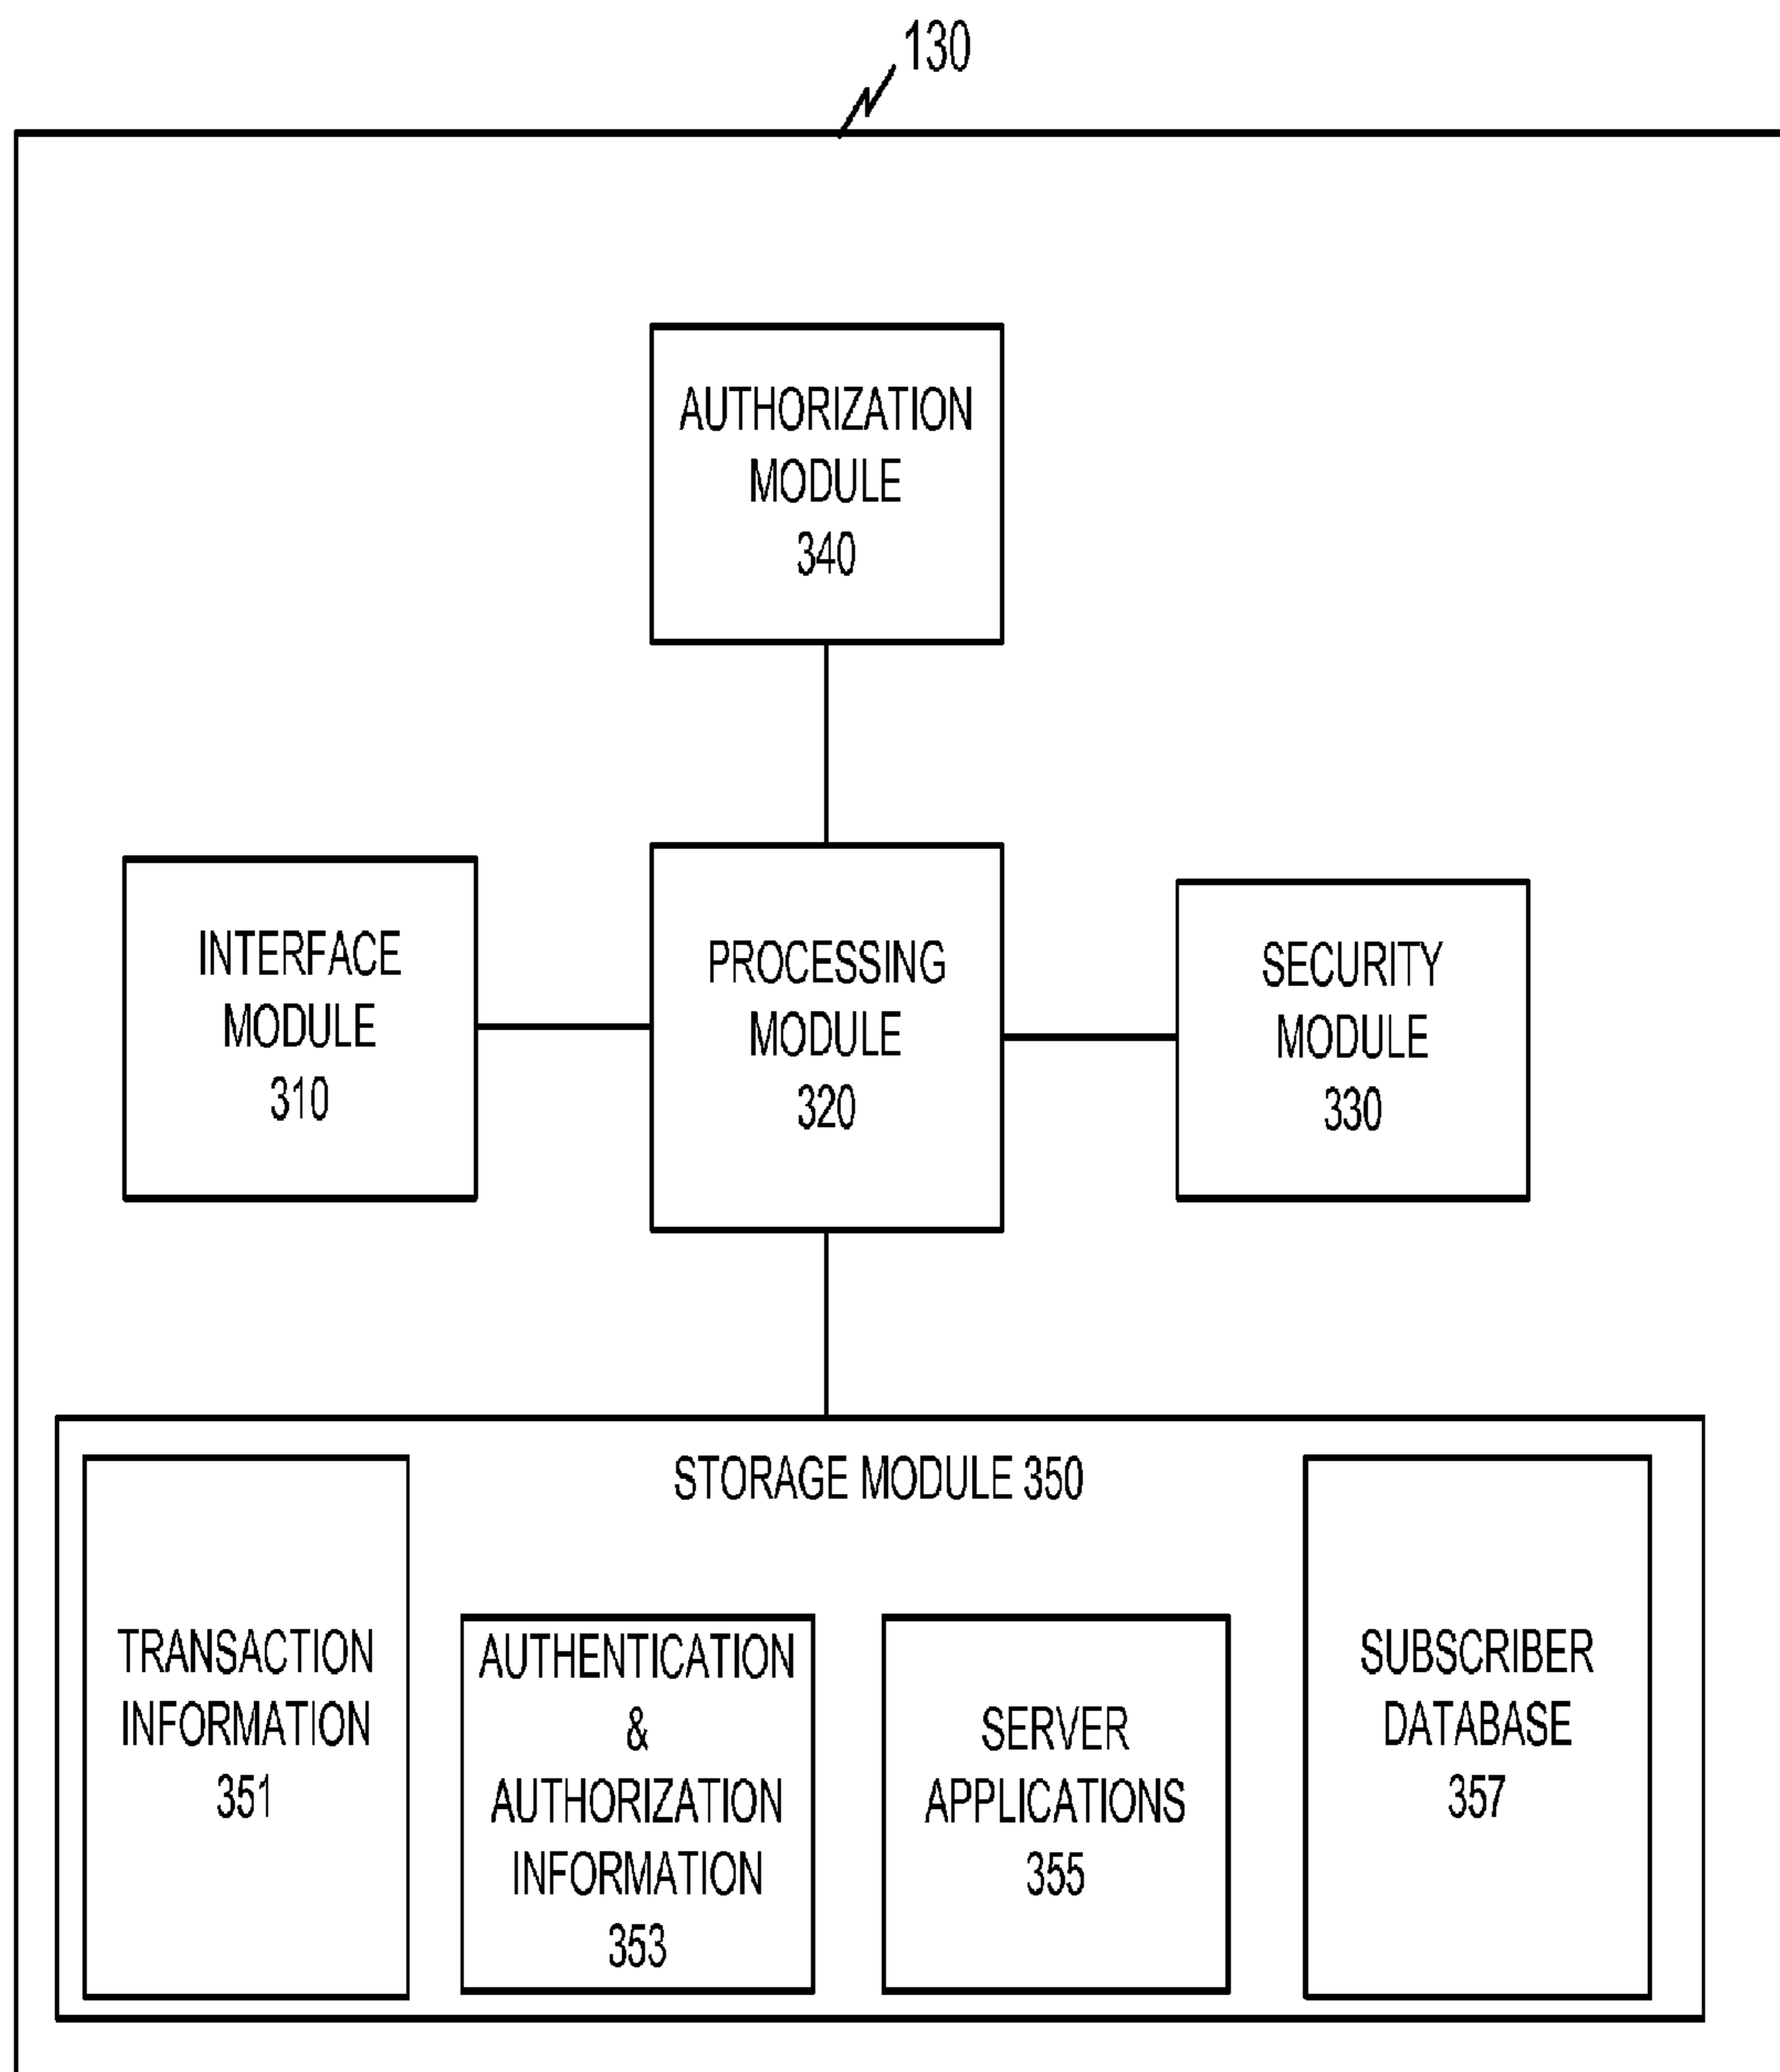 130
AUTHORIZATION
MODULE
340
INTERFACE
MODULE
310
PROCESSING
MODULE
320
SECURITY
MODULE
330
STORAGE MODULE 350
TRANSACTION
INFORMATION
351
AUTHENTICATION
&
AUTHORIZATION
INFORMATION
353
SERVER
APPLICATIONS
355
SUBSCRIBER
DATABASE
357